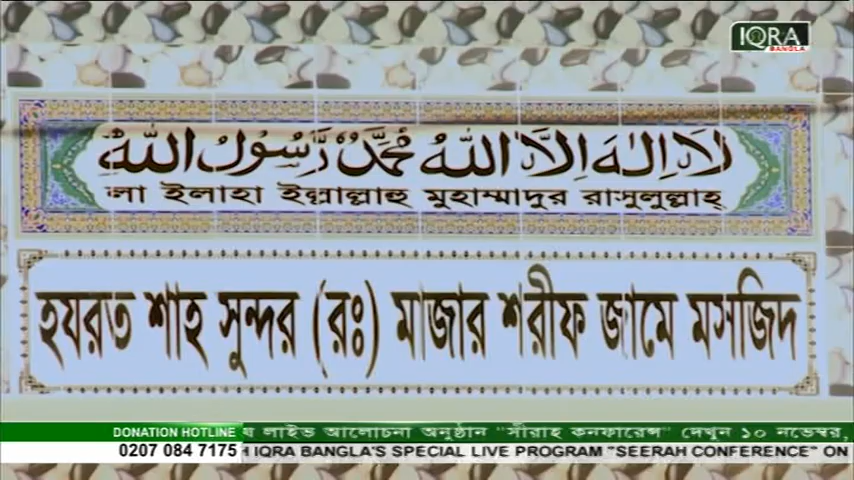 IQRA
BANGLA
لا اله الا الله محمد رسول الله
লা ইলাহা ইল্লাল্লাহু মুহাম্মাদুর রাসুলুল্লাহ্
হযরত শাহ সুন্দর (রঃ) মাজার শরীফ জামে মসজিদ
DONATION HOTLINE
লাইভ আলোচনা অনুষ্ঠান "সীরাহ কনফারেন্স" দেখুন ১০ নভেম্বর,
0207 084 7175
IQRA BANGLA'S SPECIAL LIVE PROGRAM "SEERAH CONFERENCE" ON